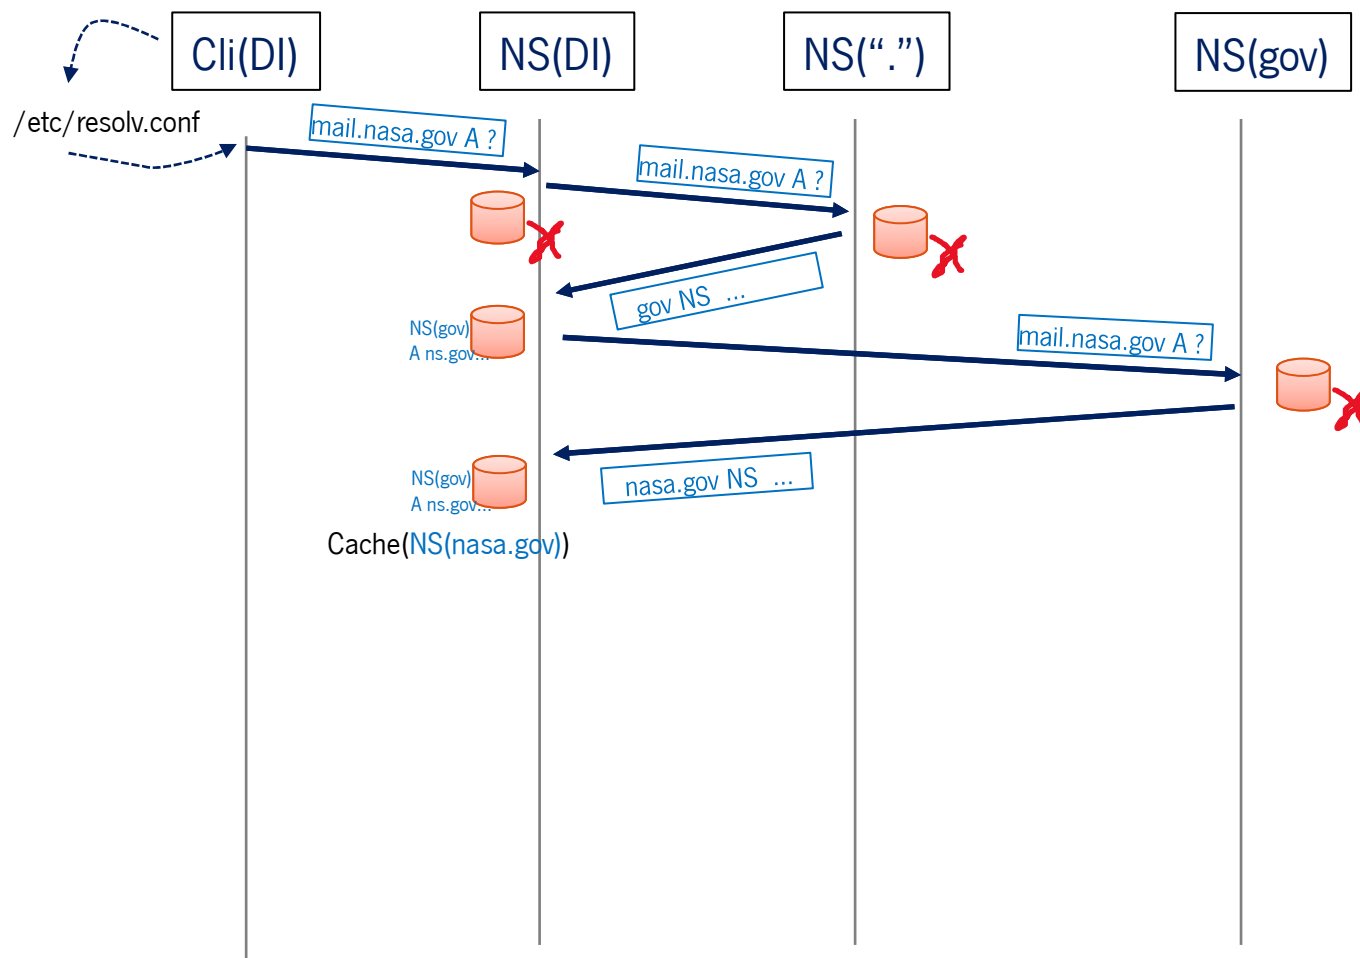 Cli(DI)
NS(DI)
NS(“.”)
NS(gov)
/etc/resolv.conf
mail.nasa.gov A ?
mail.nasa.gov A ?
gov NS ...
NS(gov)
A ns.gov...
mail.nasa.gov A ?
nasa.gov NS ...
NS(gov)
A ns.gov...
Cache(NS(nasa.gov))